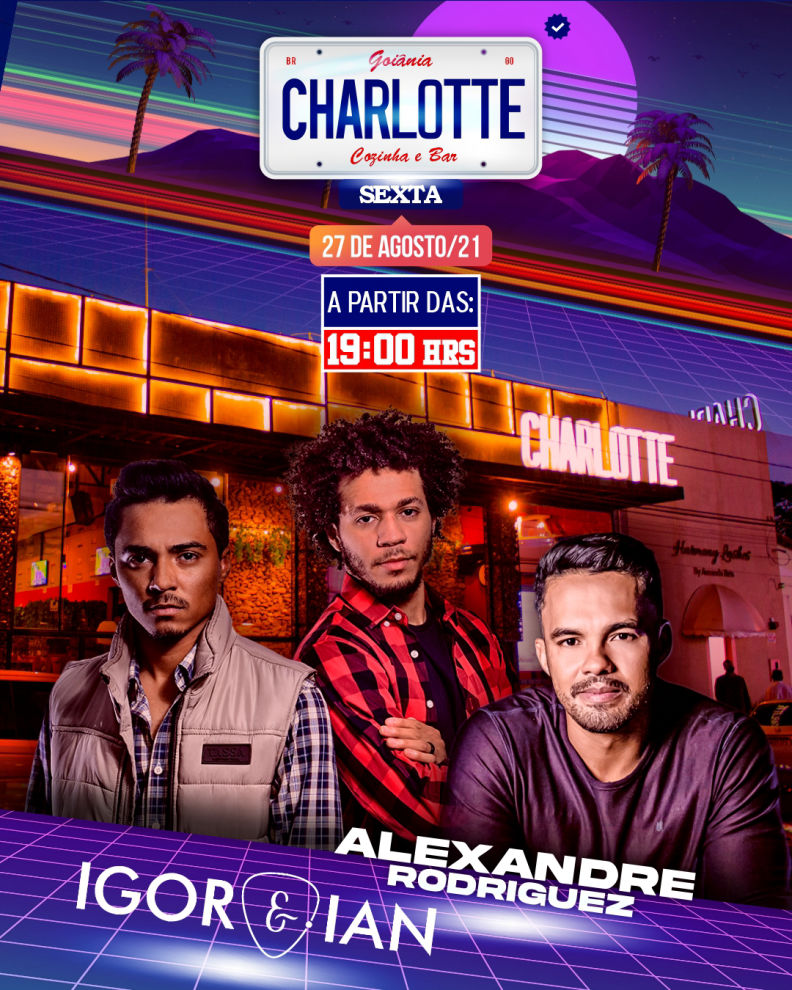 BR Goiânia 00
CHARLOTTE
Cozinha e Bar
SEXTA
27 DE AGOSTO/21
A PARTIR DAS:
19:00 HRS
CHARLOTTE
ALEXANDRE
RODRIGUEZ
IGOR & IAN